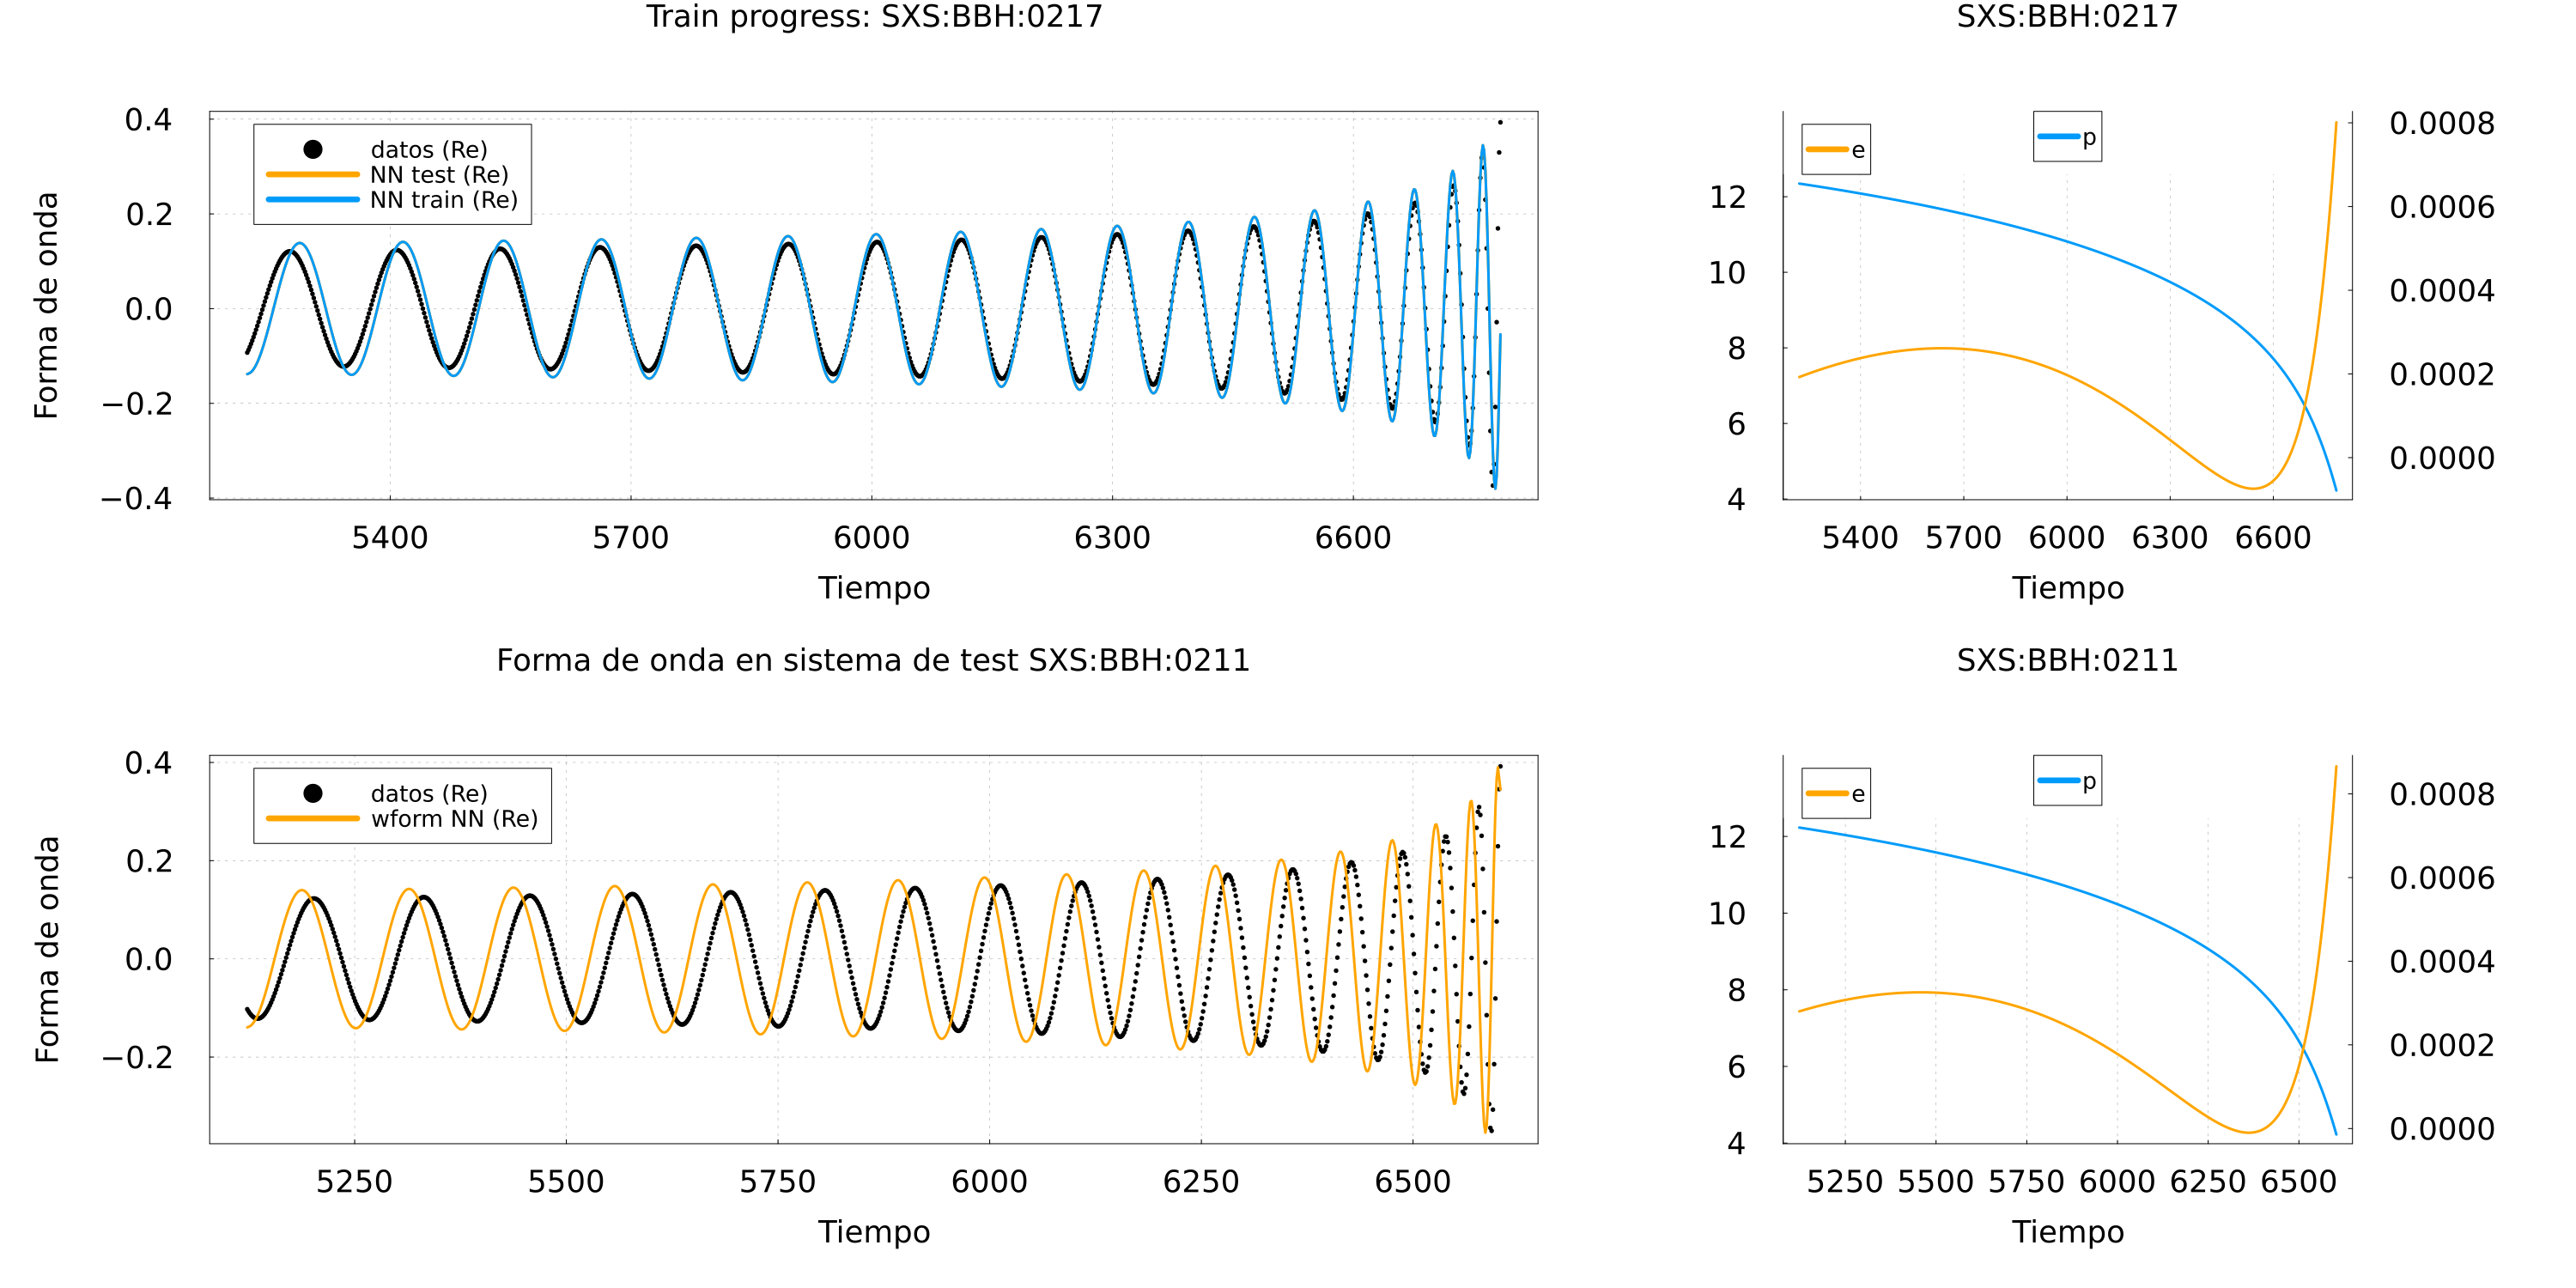 Train progress: SXS:BBH:0217
0.4
0.2
0.0
−0.2
−0.4
Forma de onda
datos (Re)
NN test (Re)
NN train (Re)
5400 5700 6000 6300 6600
Tiempo
SXS:BBH:0217
e
p
12
10
8
6
4
0.0008
0.0006
0.0004
0.0002
0.0000
5400 5700 6000 6300 6600
Tiempo
Forma de onda en sistema de test SXS:BBH:0211
0.4
0.2
0.0
−0.2
Forma de onda
datos (Re)
wform NN (Re)
5250 5500 5750 6000 6250 6500
Tiempo
SXS:BBH:0211
e
p
12
10
8
6
4
0.0008
0.0006
0.0004
0.0002
0.0000
5250 5500 5750 6000 6250 6500
Tiempo